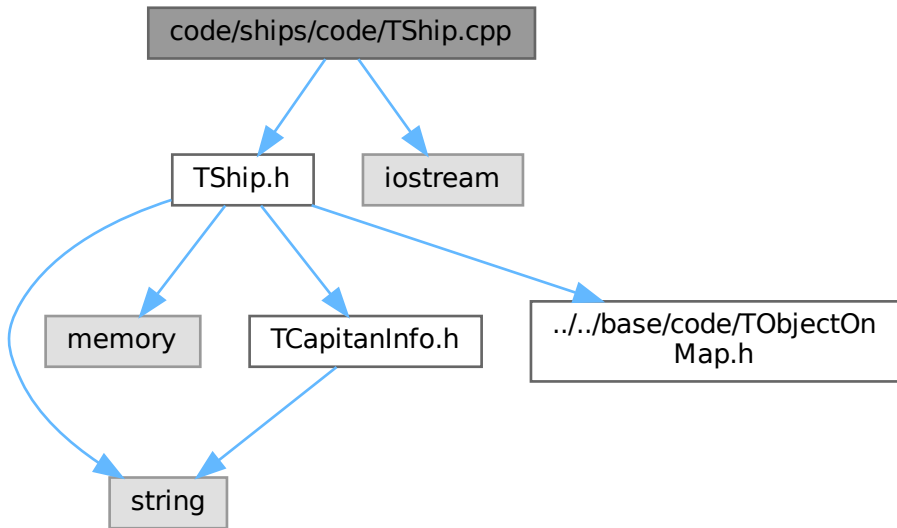 code/ships/code/TShip.cpp
TShip.h
iostream
memory
TCapitanInfo.h
../../base/code/TObjectOn
Map.h
string